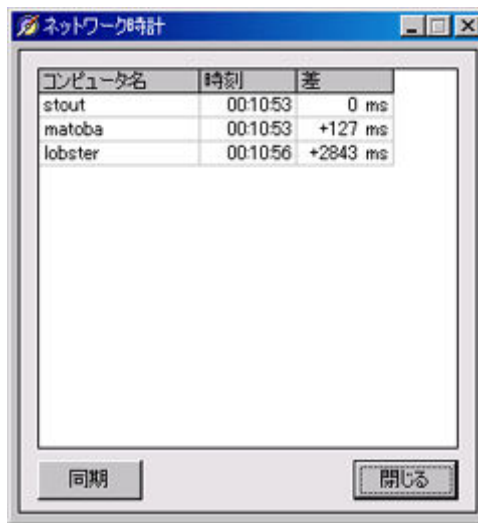 ネットワーク時計
コンピュータ名 時刻 差
stout 00:10:53 0 ms
matoba 00:10:53 +127 ms
lobster 00:10:56 +2843 ms
同期 閉じる